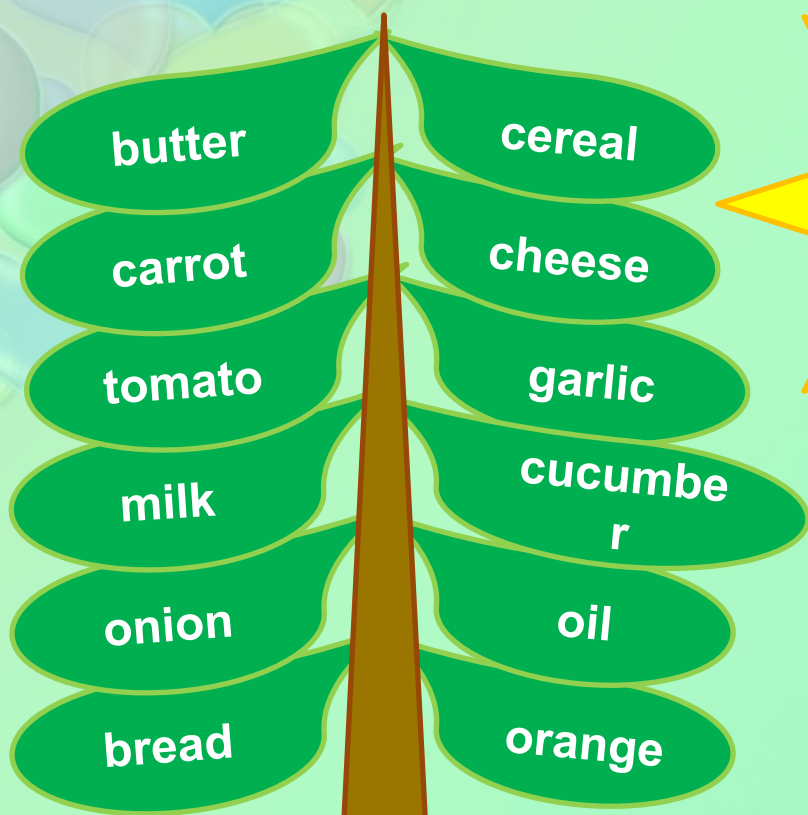 butter
cereal
carrot
cheese
tomato
garlic
milk
cucumbe
r
onion
oil
bread
orange